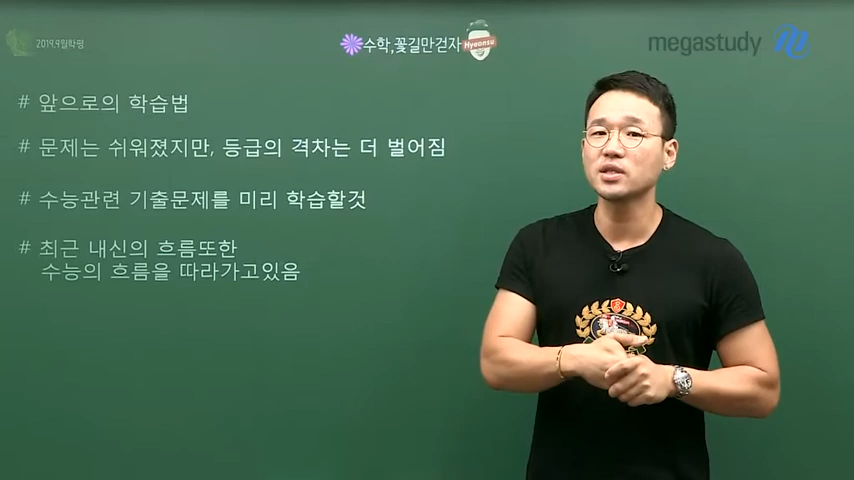 2019.9월학평
수학,꽃길만걷자
Hyeonsu
megastudy
# 앞으로의 학습법
# 문제는 쉬워졌지만, 등급의 격차는 더 벌어짐
# 수능관련 기출문제를 미리 학습할것
# 최근 내신의 흐름또한
수능의 흐름을 따라가고있음